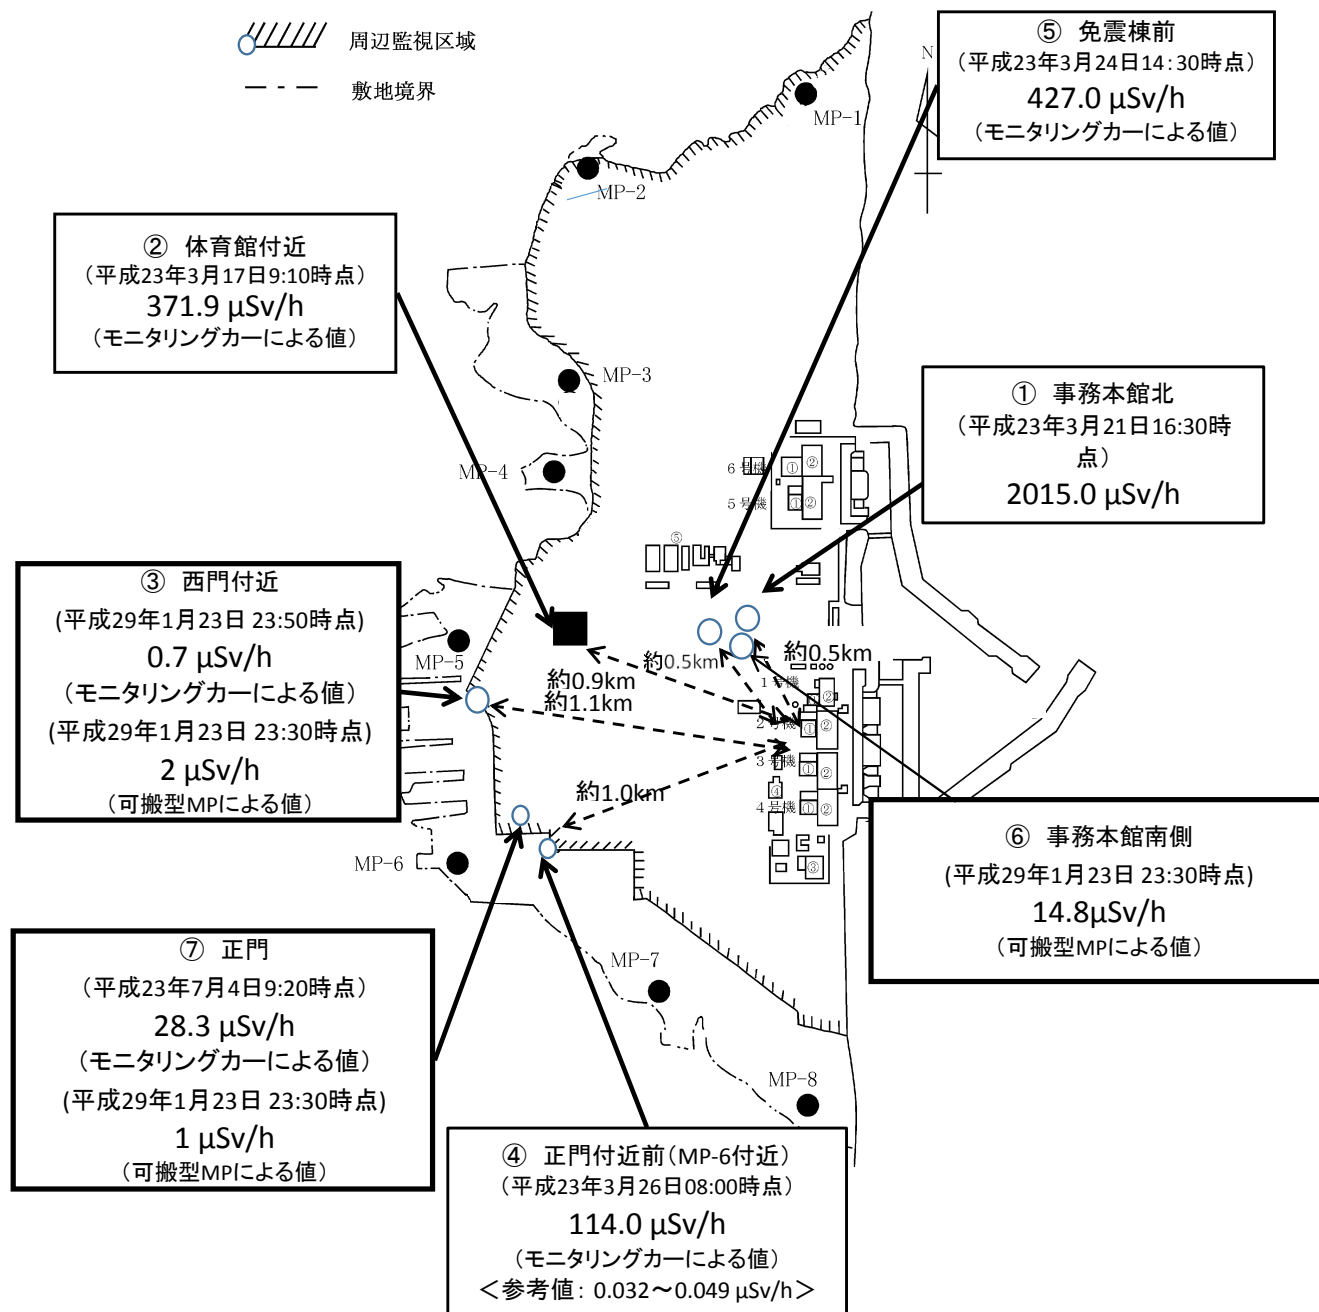 周辺監視区域
敷地境界
⑤ 免震棟前
(平成23年3月24日14:30時点)
427.0 μSv/h
(モニタリングカーによる値)
N
MP-1
MP-2
② 体育館付近
(平成23年3月17日9:10時点)
371.9 μSv/h
(モニタリングカーによる値)
MP-3
① 事務本館北
(平成23年3月21日16:30時
点)
2015.0 μSv/h
MP-4
6号機
①
②
5号機
①
②
⑤
③ 西門付近
(平成29年1月23日 23:50時点)
0.7 μSv/h
(モニタリングカーによる値)
(平成29年1月23日 23:30時点)
2 μSv/h
(可搬型MPによる値)
MP-5
約0.5km
約0.5km
約0.9km
約1.1km
1号機
②
2号機
①
②
3号機
①
②
約1.0km
④
4号機
①
②
③
MP-6
⑥ 事務本館南側
(平成29年1月23日 23:30時点)
14.8μSv/h
(可搬型MPによる値)
⑦ 正門
(平成23年7月4日9:20時点)
28.3 μSv/h
(モニタリングカーによる値)
(平成29年1月23日 23:30時点)
1 μSv/h
(可搬型MPによる値)
MP-7
MP-8
④ 正門付近前(MP-6付近)
(平成23年3月26日08:00時点)
114.0 μSv/h
(モニタリングカーによる値)
<参考値: 0.032～0.049 μSv/h>